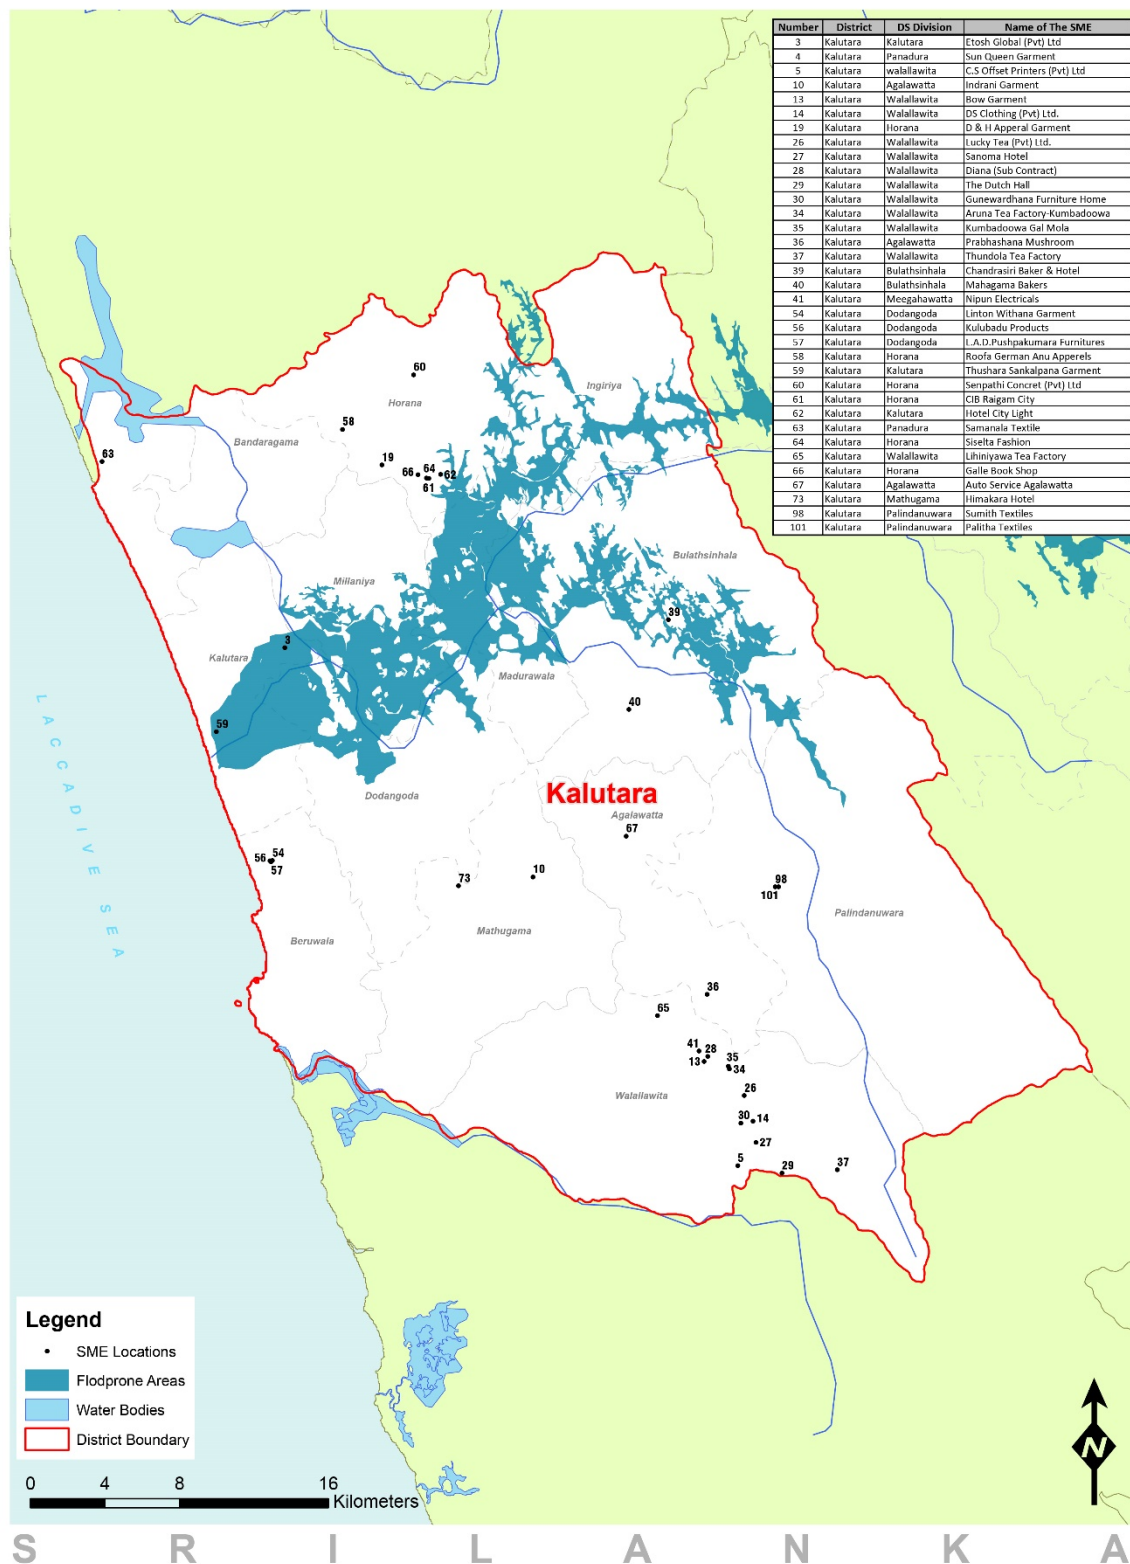 Number District DS Division Name of The SME
3 Kalutara Kalutara Etosh Global (Pvt) Ltd
4 Kalutara Panadura Sun Queen Garment
5 Kalutara walallawita C.S Offset Printers (Pvt) Ltd
10 Kalutara Agalawatta Indrani Garment
13 Kalutara Walallawita Bow Garment
14 Kalutara Walallawita DS Clothing (Pvt) Ltd.
19 Kalutara Horana D & H Apperal Garment
26 Kalutara Walallawita Lucky Tea (Pvt) Ltd.
27 Kalutara Walallawita Sanoma Hotel
28 Kalutara Walallawita Diana (Sub Contract)
29 Kalutara Walallawita The Dutch Hall
30 Kalutara Walallawita Gunewardhana Furniture Home
34 Kalutara Walallawita Aruna Tea Factory-Kumbadoowa
35 Kalutara Walallawita Kumbadoowa Gal Mola
36 Kalutara Agalawatta Prabhashana Mushroom
37 Kalutara Walallawita Thundola Tea Factory
39 Kalutara Bulathsinhala Chandrasiri Baker & Hotel
40 Kalutara Bulathsinhala Mahagama Bakers
41 Kalutara Meegahawatta Nipun Electricals
54 Kalutara Dodangoda Linton Withana Garment
56 Kalutara Dodangoda Kulubadu Products
57 Kalutara Dodangoda L.A.D.Pushpakumara Furnitures
58 Kalutara Horana Roofa German Anu Apperels
59 Kalutara Kalutara Thushara Sankalpana Garment
60 Kalutara Horana Senpathi Concret (Pvt) Ltd
61 Kalutara Horana CIB Raigam City
62 Kalutara Kalutara Hotel City Light
63 Kalutara Panadura Samanala Textile
64 Kalutara Horana Siselta Fashion
65 Kalutara Walallawita Lihiniyawa Tea Factory
66 Kalutara Horana Galle Book Shop
67 Kalutara Agalawatta Auto Service Agalawatta
73 Kalutara Mathugama Himakara Hotel
98 Kalutara Palindanuwara Sumith Textiles
101 Kalutara Palindanuwara Palitha Textiles
60
Ingiriya
Horana
58
Bandaragama
63
19
66 64 62
61
Bulathsinhala
Millaniya
39
3
Kalutara
Madurawala
40
59
LACCADIVE SEA
Kalutara
Dodangoda
Agalawatta
67
56 54
57
73
10
98
101
Palindanuwara
Mathugama
Beruwala
36
65
41 28
13
35
34
Walallawita
26
30 14
27
5
29
37
Legend
SME Locations
Flodprone Areas
Water Bodies
District Boundary
0 4 8 16
Kilometers
N
S R I L A N K A